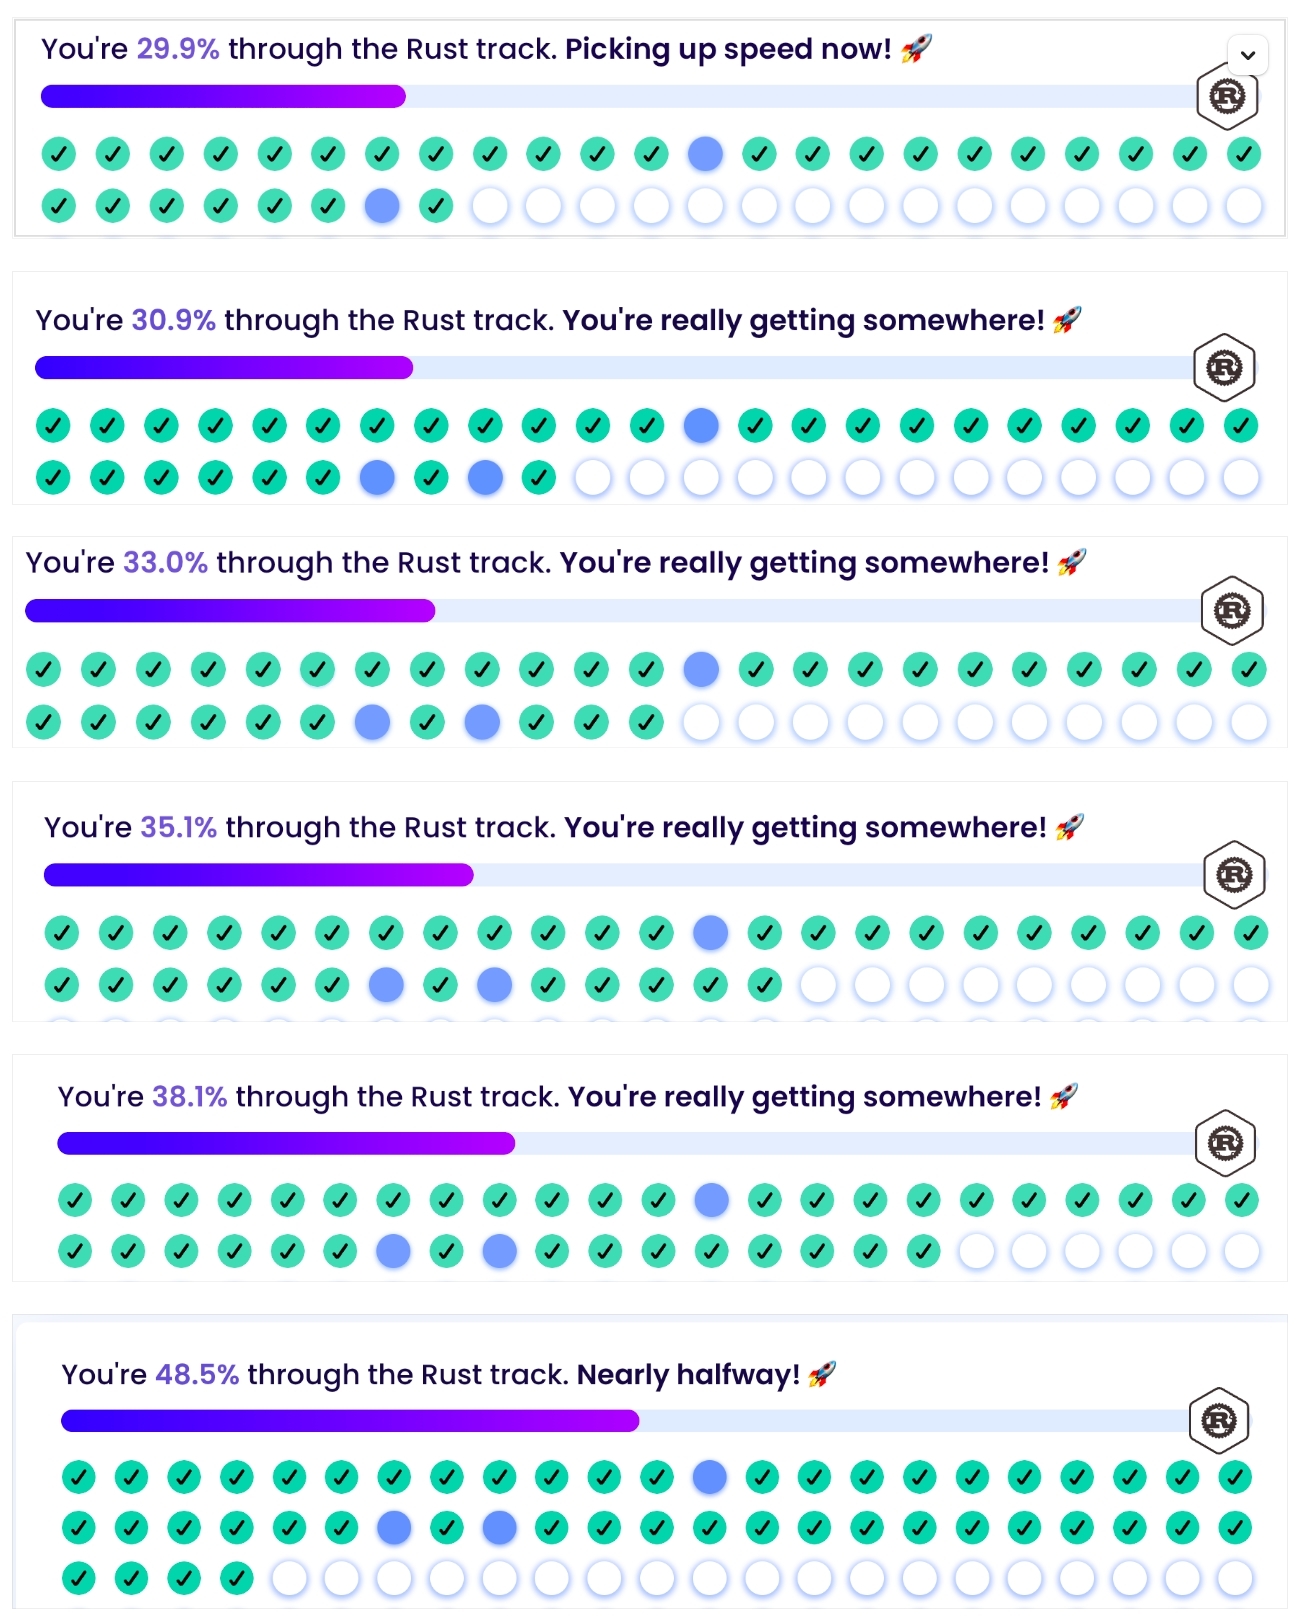 You're 29.9% through the Rust track. Picking up speed now! 🚀
R
You're 30.9% through the Rust track. You're really getting somewhere! 🚀
R
You're 33.0% through the Rust track. You're really getting somewhere! 🚀
R
You're 35.1% through the Rust track. You're really getting somewhere! 🚀
R
You're 38.1% through the Rust track. You're really getting somewhere! 🚀
R
You're 48.5% through the Rust track. Nearly halfway! 🚀
R